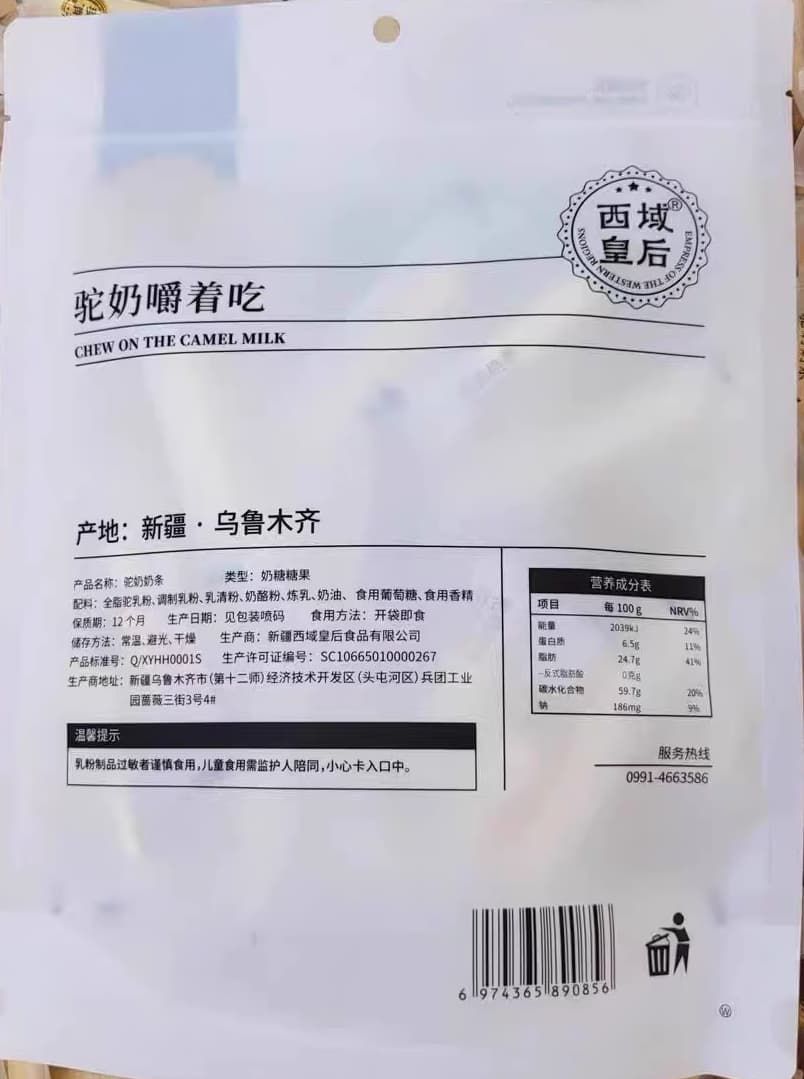 西域®
皇后
EMPRESS OF THE WESTERN REGIONS
驼奶嚼着吃
CHEW ON THE CAMEL MILK
产地：新疆·乌鲁木齐
产品名称：驼奶奶条 类型：奶糖糖果
配料：全脂驼乳粉、调制乳粉、乳清粉、奶酪粉、炼乳、奶油、食用葡萄糖、食用香精
保质期：12个月 生产日期：见包装喷码 食用方法：开袋即食
储存方法：常温、避光、干燥 生产商：新疆西域皇后食品有限公司
产品标准号：Q/XYHH0001S 生产许可证编号：SC10665010000267
生产商地址：新疆乌鲁木齐市(第十二师)经济技术开发区(头屯河区)兵团工业
园蔷薇三街3号4#
温馨提示
乳粉制品过敏者谨慎食用,儿童食用需监护人陪同,小心卡入口中。
营养成分表
项目 每100g NRV%
能量 2039kJ 24%
蛋白质 6.5g 11%
脂肪 24.7g 41%
--反式脂肪酸 0克g
碳水化合物 59.7g 20%
钠 186mg 9%
服务热线
0991-4663586
6 974365 890856
W